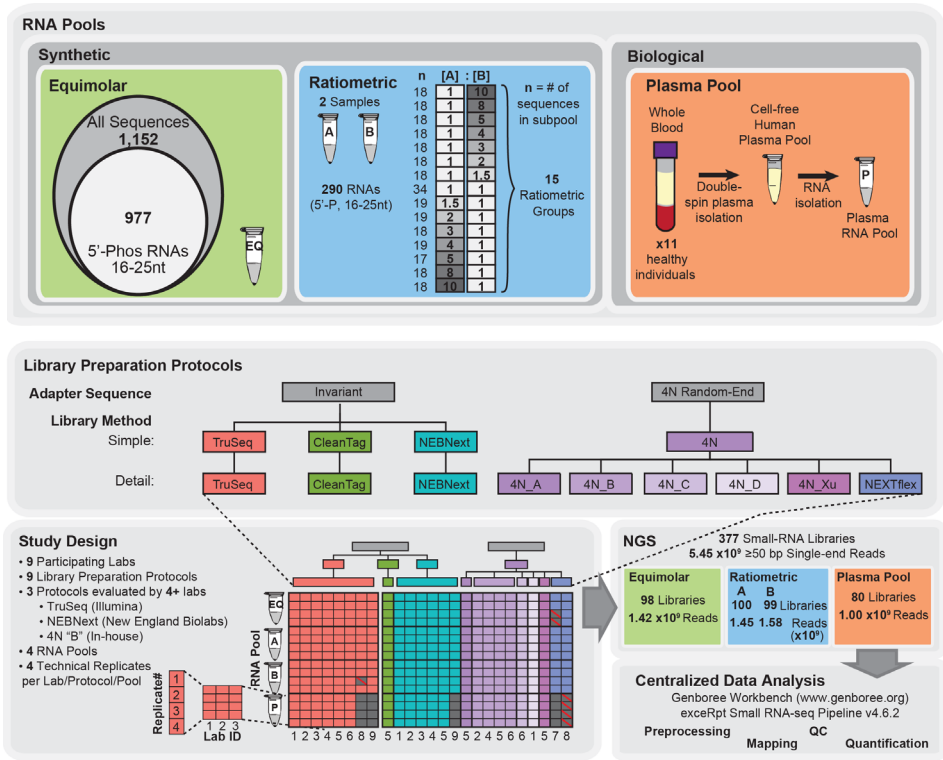 RNA Pools
Synthetic
Equimolar
All Sequences
1,152
977
5'-Phos RNAs
16-25nt
EQ
Ratiometric
2 Samples
A
B
290 RNAs
(5'-P, 16-25nt)
n [A] : [B]
18 1 10
18 1 8
18 1 5
18 1 4
18 1 3
18 1 2
18 1 1.5
34 1 1
19 1.5 1
19 2 1
18 3 1
19 4 1
17 5 1
18 8 1
18 10 1
n = # of
sequences
in subpool
15
Ratiometric
Groups
Biological
Plasma Pool
Whole
Blood
x11
healthy
individuals
Double-
spin plasma
isolation
Cell-free
Human
Plasma Pool
RNA
isolation
P
Plasma
RNA Pool
Library Preparation Protocols
Adapter Sequence
Invariant
4N Random-End
Library Method
Simple:
TruSeq
CleanTag
NEBNext
4N
Detail:
TruSeq
CleanTag
NEBNext
4N_A
4N_B
4N_C
4N_D
4N_Xu
NEXTflex
Study Design
• 9 Participating Labs
• 9 Library Preparation Protocols
• 3 Protocols evaluated by 4+ labs
• TruSeq (Illumina)
• NEBNext (New England Biolabs)
• 4N "B" (In-house)
• 4 RNA Pools
• 4 Technical Replicates
per Lab/Protocol/Pool
Replicate#
1
2
3
4
1 2 3
Lab ID
RNA Pool
EQ
A
B
P
1 2 3 4 5 6 8 9 5 1 2 3 4 5 6 9 5 2 4 5 6 1 1 5 7 8
NGS
377 Small-RNA Libraries
5.45 x10⁹ ≥50 bp Single-end Reads
Equimolar
98 Libraries
1.42 x10⁹ Reads
Ratiometric
A B
100 99 Libraries
1.45 1.58 Reads
(x10⁹)
Plasma Pool
80 Libraries
1.00 x10⁹ Reads
Centralized Data Analysis
Genboree Workbench (www.genboree.org)
exceRpt Small RNA-seq Pipeline v4.6.2
Preprocessing
Mapping
QC
Quantification